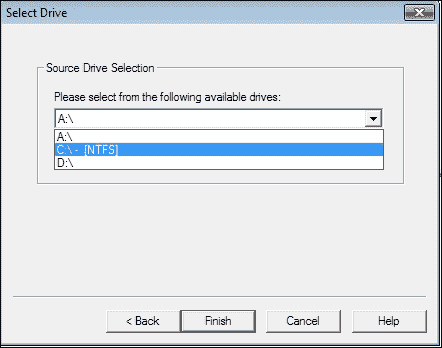 Select Drive
Source Drive Selection
Please select from the following available drives:
A:\
A:\
C:\ - [NTFS]
D:\
< Back
Finish
Cancel
Help